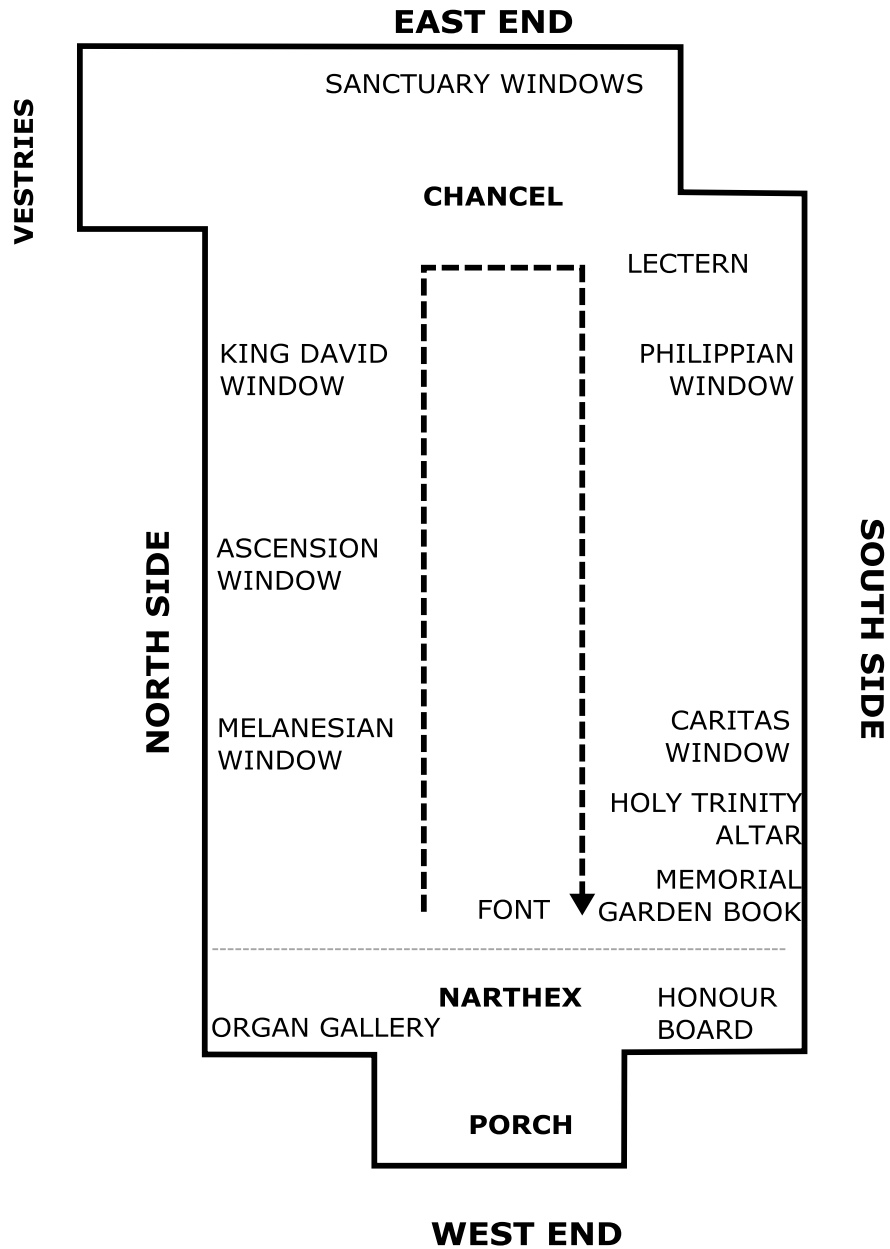 EAST END
SANCTUARY WINDOWS
VESTRIES
CHANCEL
LECTERN
KING DAVID
WINDOW
PHILIPPIAN
WINDOW
NORTH SIDE
ASCENSION
WINDOW
SOUTH SIDE
MELANESIAN
WINDOW
CARITAS
WINDOW
HOLY TRINITY
ALTAR
FONT
MEMORIAL
GARDEN BOOK
NARTHEX
HONOUR
BOARD
ORGAN GALLERY
PORCH
WEST END